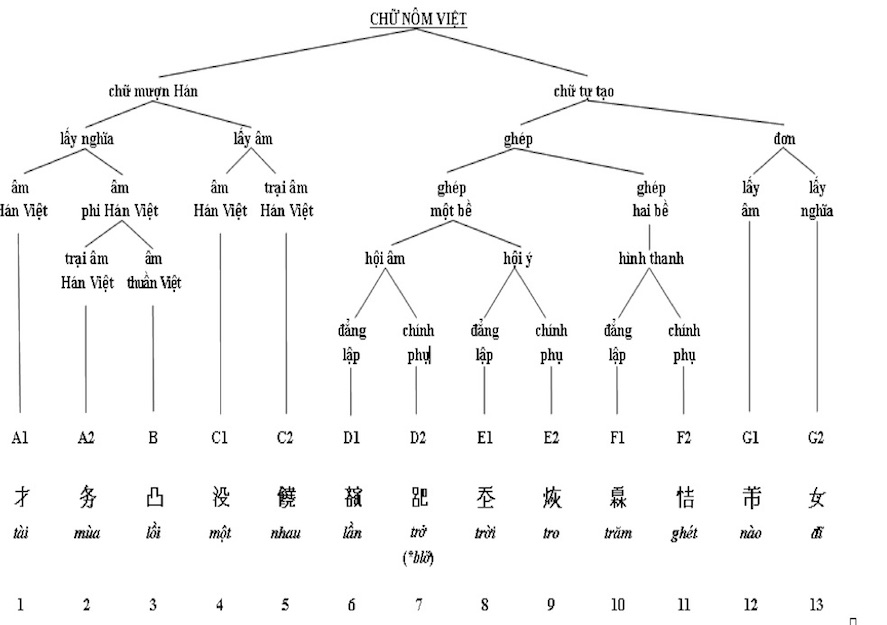 CHỮ NÔM VIỆT
chữ mượn Hán chữ tự tạo
lấy nghĩa lấy âm ghép đơn
âm âm âm trại âm ghép ghép lấy lấy
Hán Việt phi Hán Việt Hán Việt Hán Việt một bề hai bề âm nghĩa
trại âm âm hội âm hội ý hình thanh
Hán Việt thuần Việt
đẳng chính đẳng chính đẳng chính
lập phụ lập phụ lập phụ
A1 A2 B C1 C2 D1 D2 E1 E2 F1 F2 G1 G2
才 务 凸 没 饒 𡗶 烣 恄 芇 女
tài mùa lồi một nhau lần trở trời tro trăm ghét nào đĩ
(*blở)
1 2 3 4 5 6 7 8 9 10 11 12 13